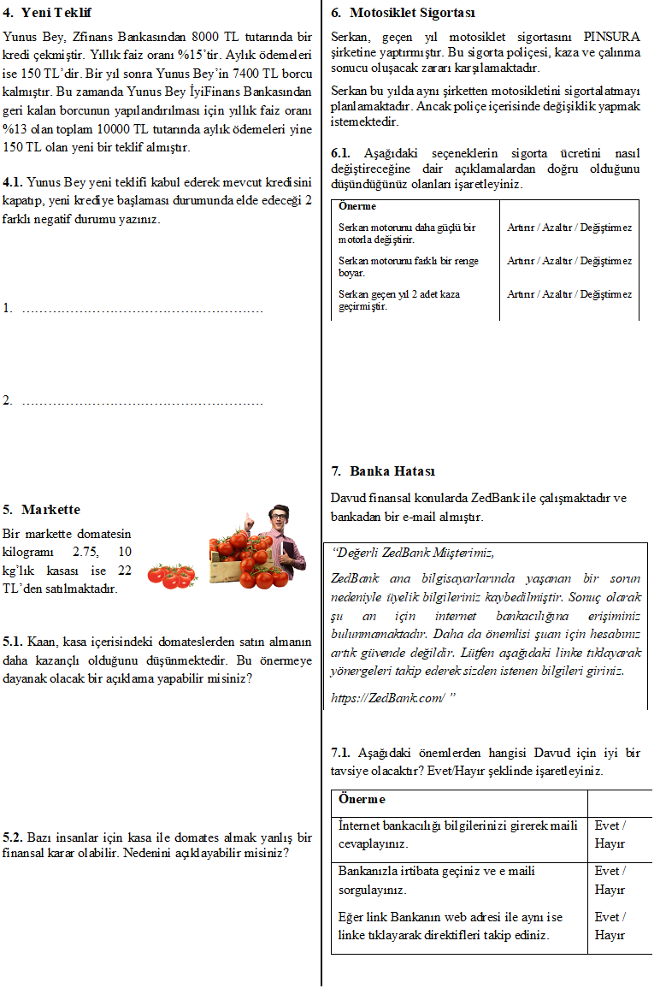 4. Yeni Teklif
Yunus Bey, Zfinans Bankasından 8000 TL tutarında bir
kredi çekmiştir. Yıllık faiz oranı %15'tir. Aylık ödemeleri
ise 150 TL'dir. Bir yıl sonra Yunus Bey'in 7400 TL borcu
kalmıştır. Bu zamanda Yunus Bey İyiFinans Bankasından
geri kalan borcunun yapılandırılması için yıllık faiz oranı
%13 olan toplam 10000 TL tutarında aylık ödemeleri yine
150 TL olan yeni bir teklif almıştır.
4.1. Yunus Bey yeni teklifi kabul ederek mevcut kredisini
kapatıp, yeni krediye başlaması durumunda elde edeceği 2
farklı negatif durumu yazınız.
1. ……………………………………………….
2. ……………………………………………….
5. Markette
Bir markette domatesin
kilogramı 2.75, 10
kg'lık kasası ise 22
TL'den satılmaktadır.
5.1. Kaan, kasa içerisindeki domateslerden satın almanın
daha kazançlı olduğunu düşünmektedir. Bu önermeye
dayanak olacak bir açıklama yapabilir misiniz?
5.2. Bazı insanlar için kasa ile domates almak yanlış bir
finansal karar olabilir. Nedenini açıklayabilir misiniz?
6. Motosiklet Sigortası
Serkan, geçen yıl motosiklet sigortasını PINSURA
şirketine yaptırmıştır. Bu sigorta poliçesi, kaza ve çalınma
sonucu oluşacak zararı karşılamaktadır.
Serkan bu yılda aynı şirketten motosikletini sigortalatmayı
planlamaktadır. Ancak poliçe içerisinde değişiklik yapmak
istemektedir.
6.1. Aşağıdaki seçeneklerin sigorta ücretini nasıl
değiştireceğine dair açıklamalardan doğru olduğunu
düşündüğünüz olanları işaretleyiniz.
Önerme
Serkan motorunu daha güçlü bir
motorla değiştirir.
Artırır / Azaltır / Değiştirmez
Serkan motorunu farklı bir renge
boyar.
Artırır / Azaltır / Değiştirmez
Serkan geçen yıl 2 adet kaza
geçirmiştir.
Artırır / Azaltır / Değiştirmez
7. Banka Hatası
Davud finansal konularda ZedBank ile çalışmaktadır ve
bankadan bir e-mail almıştır.
"Değerli ZedBank Müşterimiz,
ZedBank ana bilgisayarlarında yaşanan bir sorun
nedeniyle üyelik bilgileriniz kaybedilmiştir. Sonuç olarak
şu an için internet bankacılığına erişiminiz
bulunmamaktadır. Daha da önemlisi şuan için hesabınız
artık güvende değildir. Lütfen aşağıdaki linke tıklayarak
yönergeleri takip ederek sizden istenen bilgileri giriniz.
https://ZedBank.com/ "
7.1. Aşağıdaki önemlerden hangisi Davud için iyi bir
tavsiye olacaktır? Evet/Hayır şeklinde işaretleyiniz.
Önerme
İnternet bankacılığı bilgilerinizi girerek maili
cevaplayınız.
Evet /
Hayır
Bankanızla irtibata geçiniz ve e maili
sorgulayınız.
Evet /
Hayır
Eğer link Bankanın web adresi ile aynı ise
linke tıklayarak direktifleri takip ediniz.
Evet /
Hayır